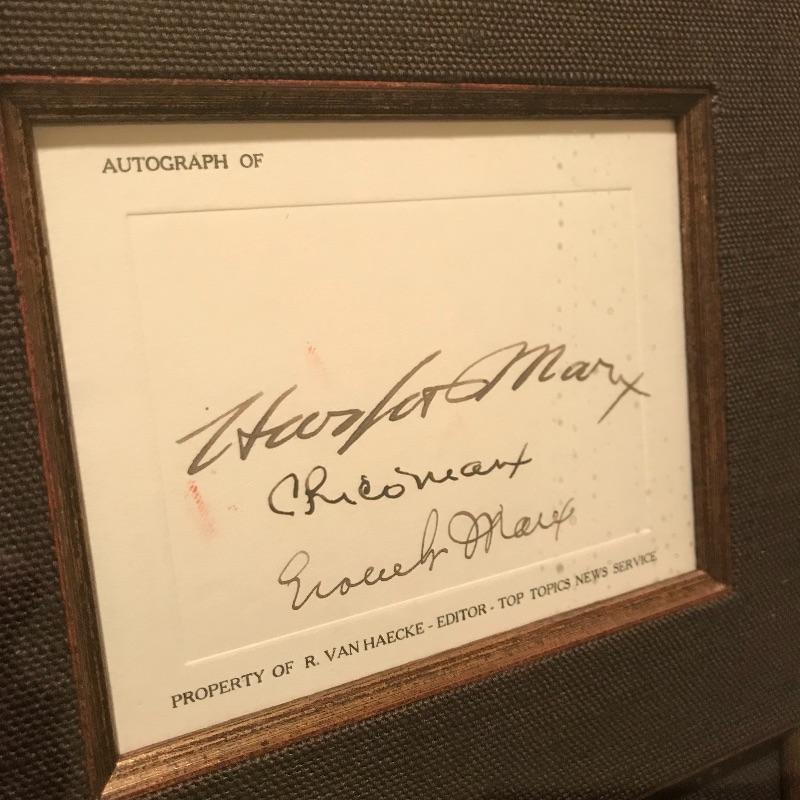 AUTOGRAPH OF
Harpo Marx
Chico Marx
Groucho Marx
PROPERTY OF R. VAN HAECKE - EDITOR - TOP TOPICS NEWS SERVICE